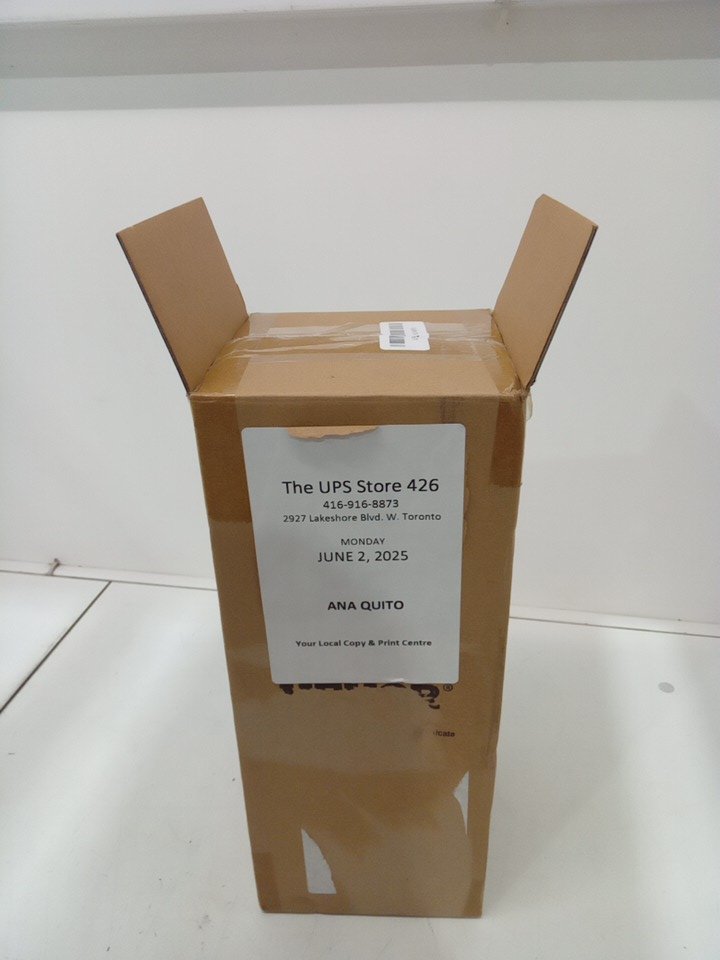 The UPS Store 426
416-916-8873
2927 Lakeshore Blvd. W. Toronto
MONDAY
JUNE 2, 2025
ANA QUITO
Your Local Copy & Print Centre